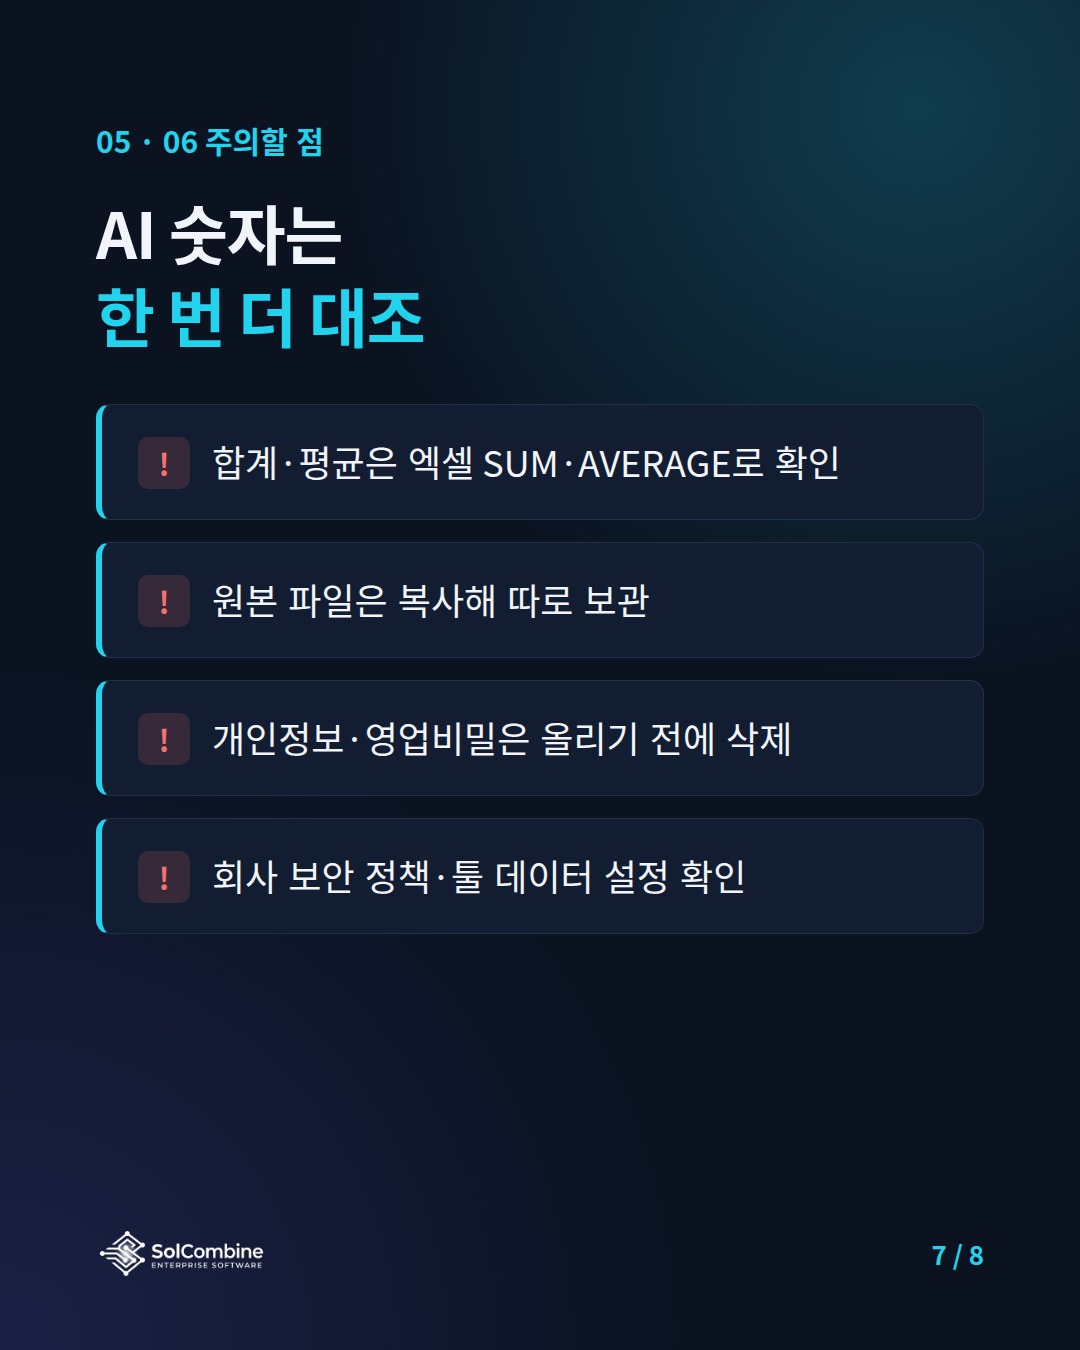 05 · 06 주의할 점
AI 숫자는
한 번 더 대조
! 합계·평균은 엑셀 SUM·AVERAGE로 확인
! 원본 파일은 복사해 따로 보관
! 개인정보·영업비밀은 올리기 전에 삭제
! 회사 보안 정책·툴 데이터 설정 확인
SolCombine
ENTERPRISE SOFTWARE
7 / 8